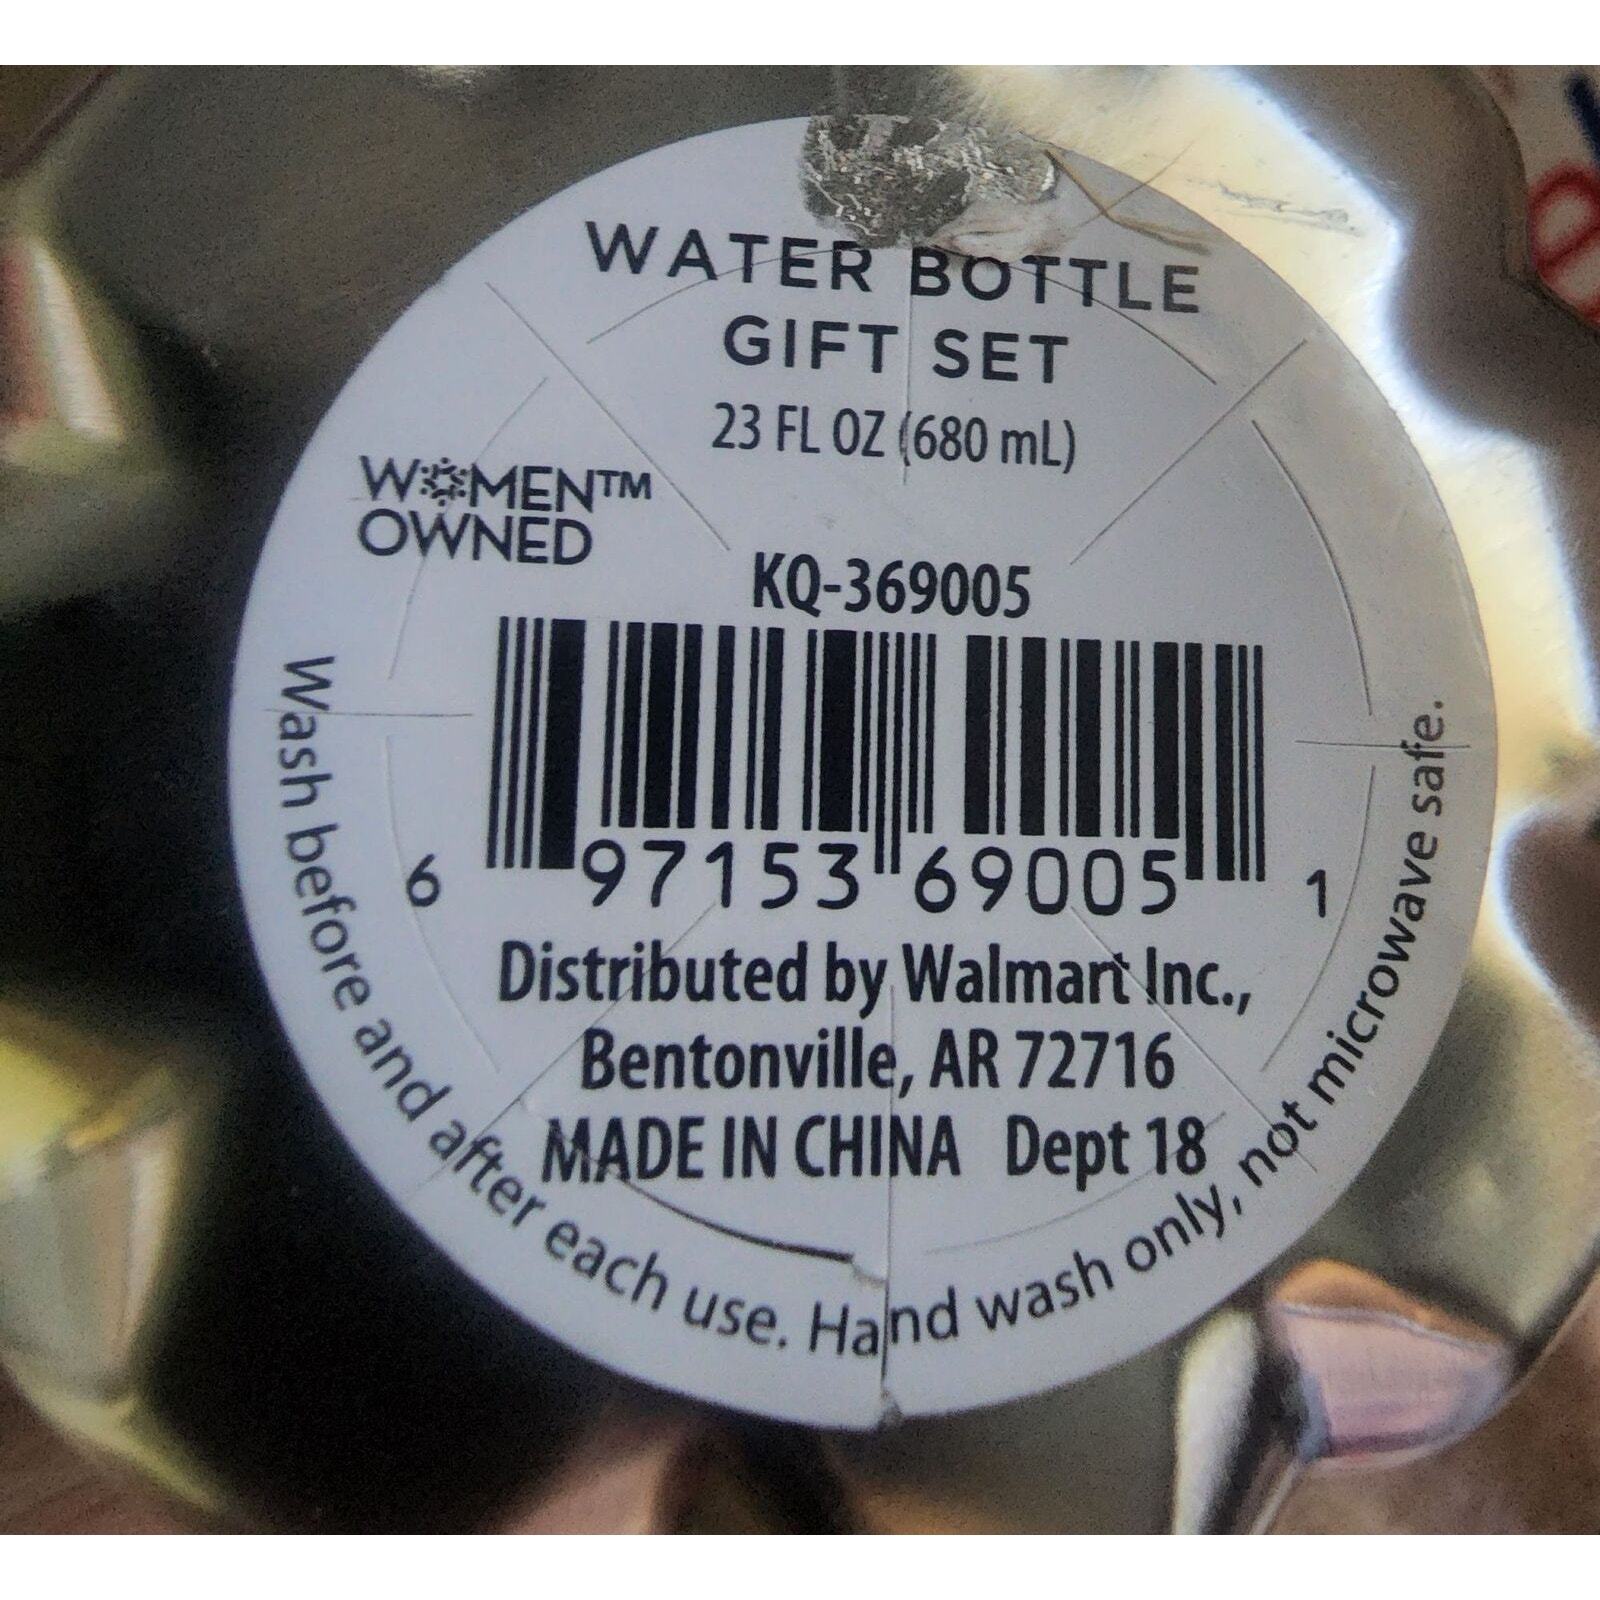 WATER BOTTLE
GIFT SET
23 FL OZ (680 mL)
WOMEN™
OWNED
KQ-369005
6 97153 69005 1
Distributed by Walmart Inc.,
Bentonville, AR 72716
MADE IN CHINA Dept 18
Wash before and after each use. Hand wash only, not microwave safe.